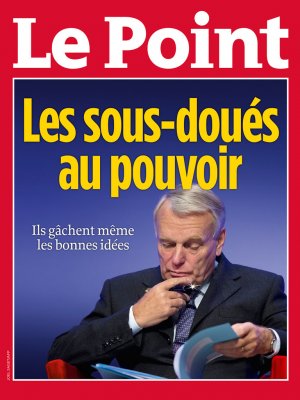 Le Point
Les sous-doués
au pouvoir
Ils gâchent même
les bonnes idées